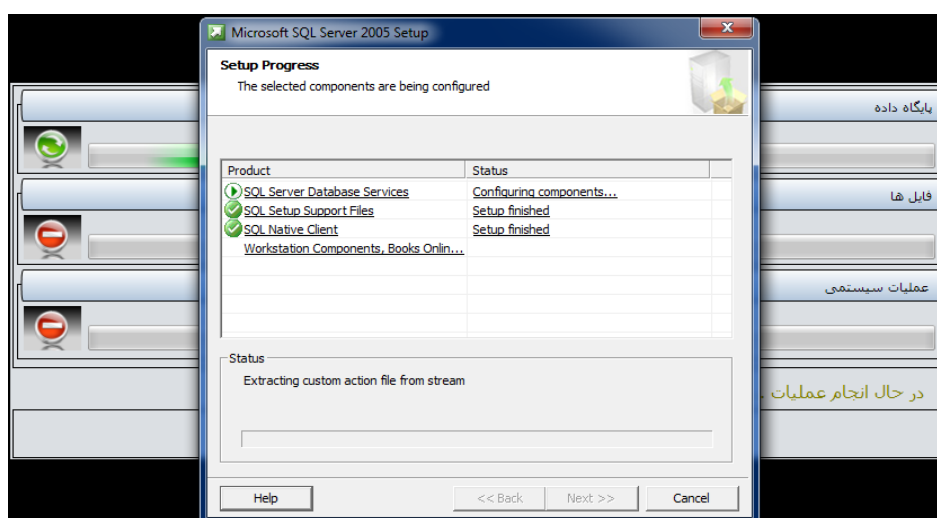 Microsoft SQL Server 2005 Setup
Setup Progress
The selected components are being configured
Product Status
SQL Server Database Services Configuring components...
SQL Setup Support Files Setup finished
SQL Native Client Setup finished
Workstation Components, Books Onlin...
Status
Extracting custom action file from stream
Help << Back Next >> Cancel
پایگاه داده
فایل ها
عملیات سیستمی
در حال انجام عملیات .